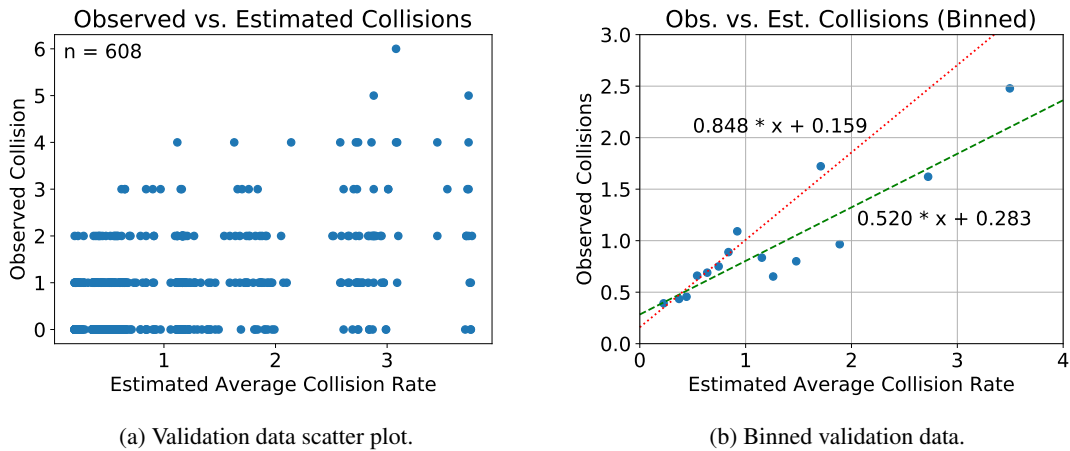 Observed vs. Estimated Collisions
n = 608
6
5
4
3
2
1
0
Observed Collision
1 2 3
Estimated Average Collision Rate
(a) Validation data scatter plot.
Obs. vs. Est. Collisions (Binned)
3.0
2.5
2.0
1.5
1.0
0.5
0.0
Observed Collisions
0.848 * x + 0.159
0.520 * x + 0.283
0 1 2 3 4
Estimated Average Collision Rate
(b) Binned validation data.